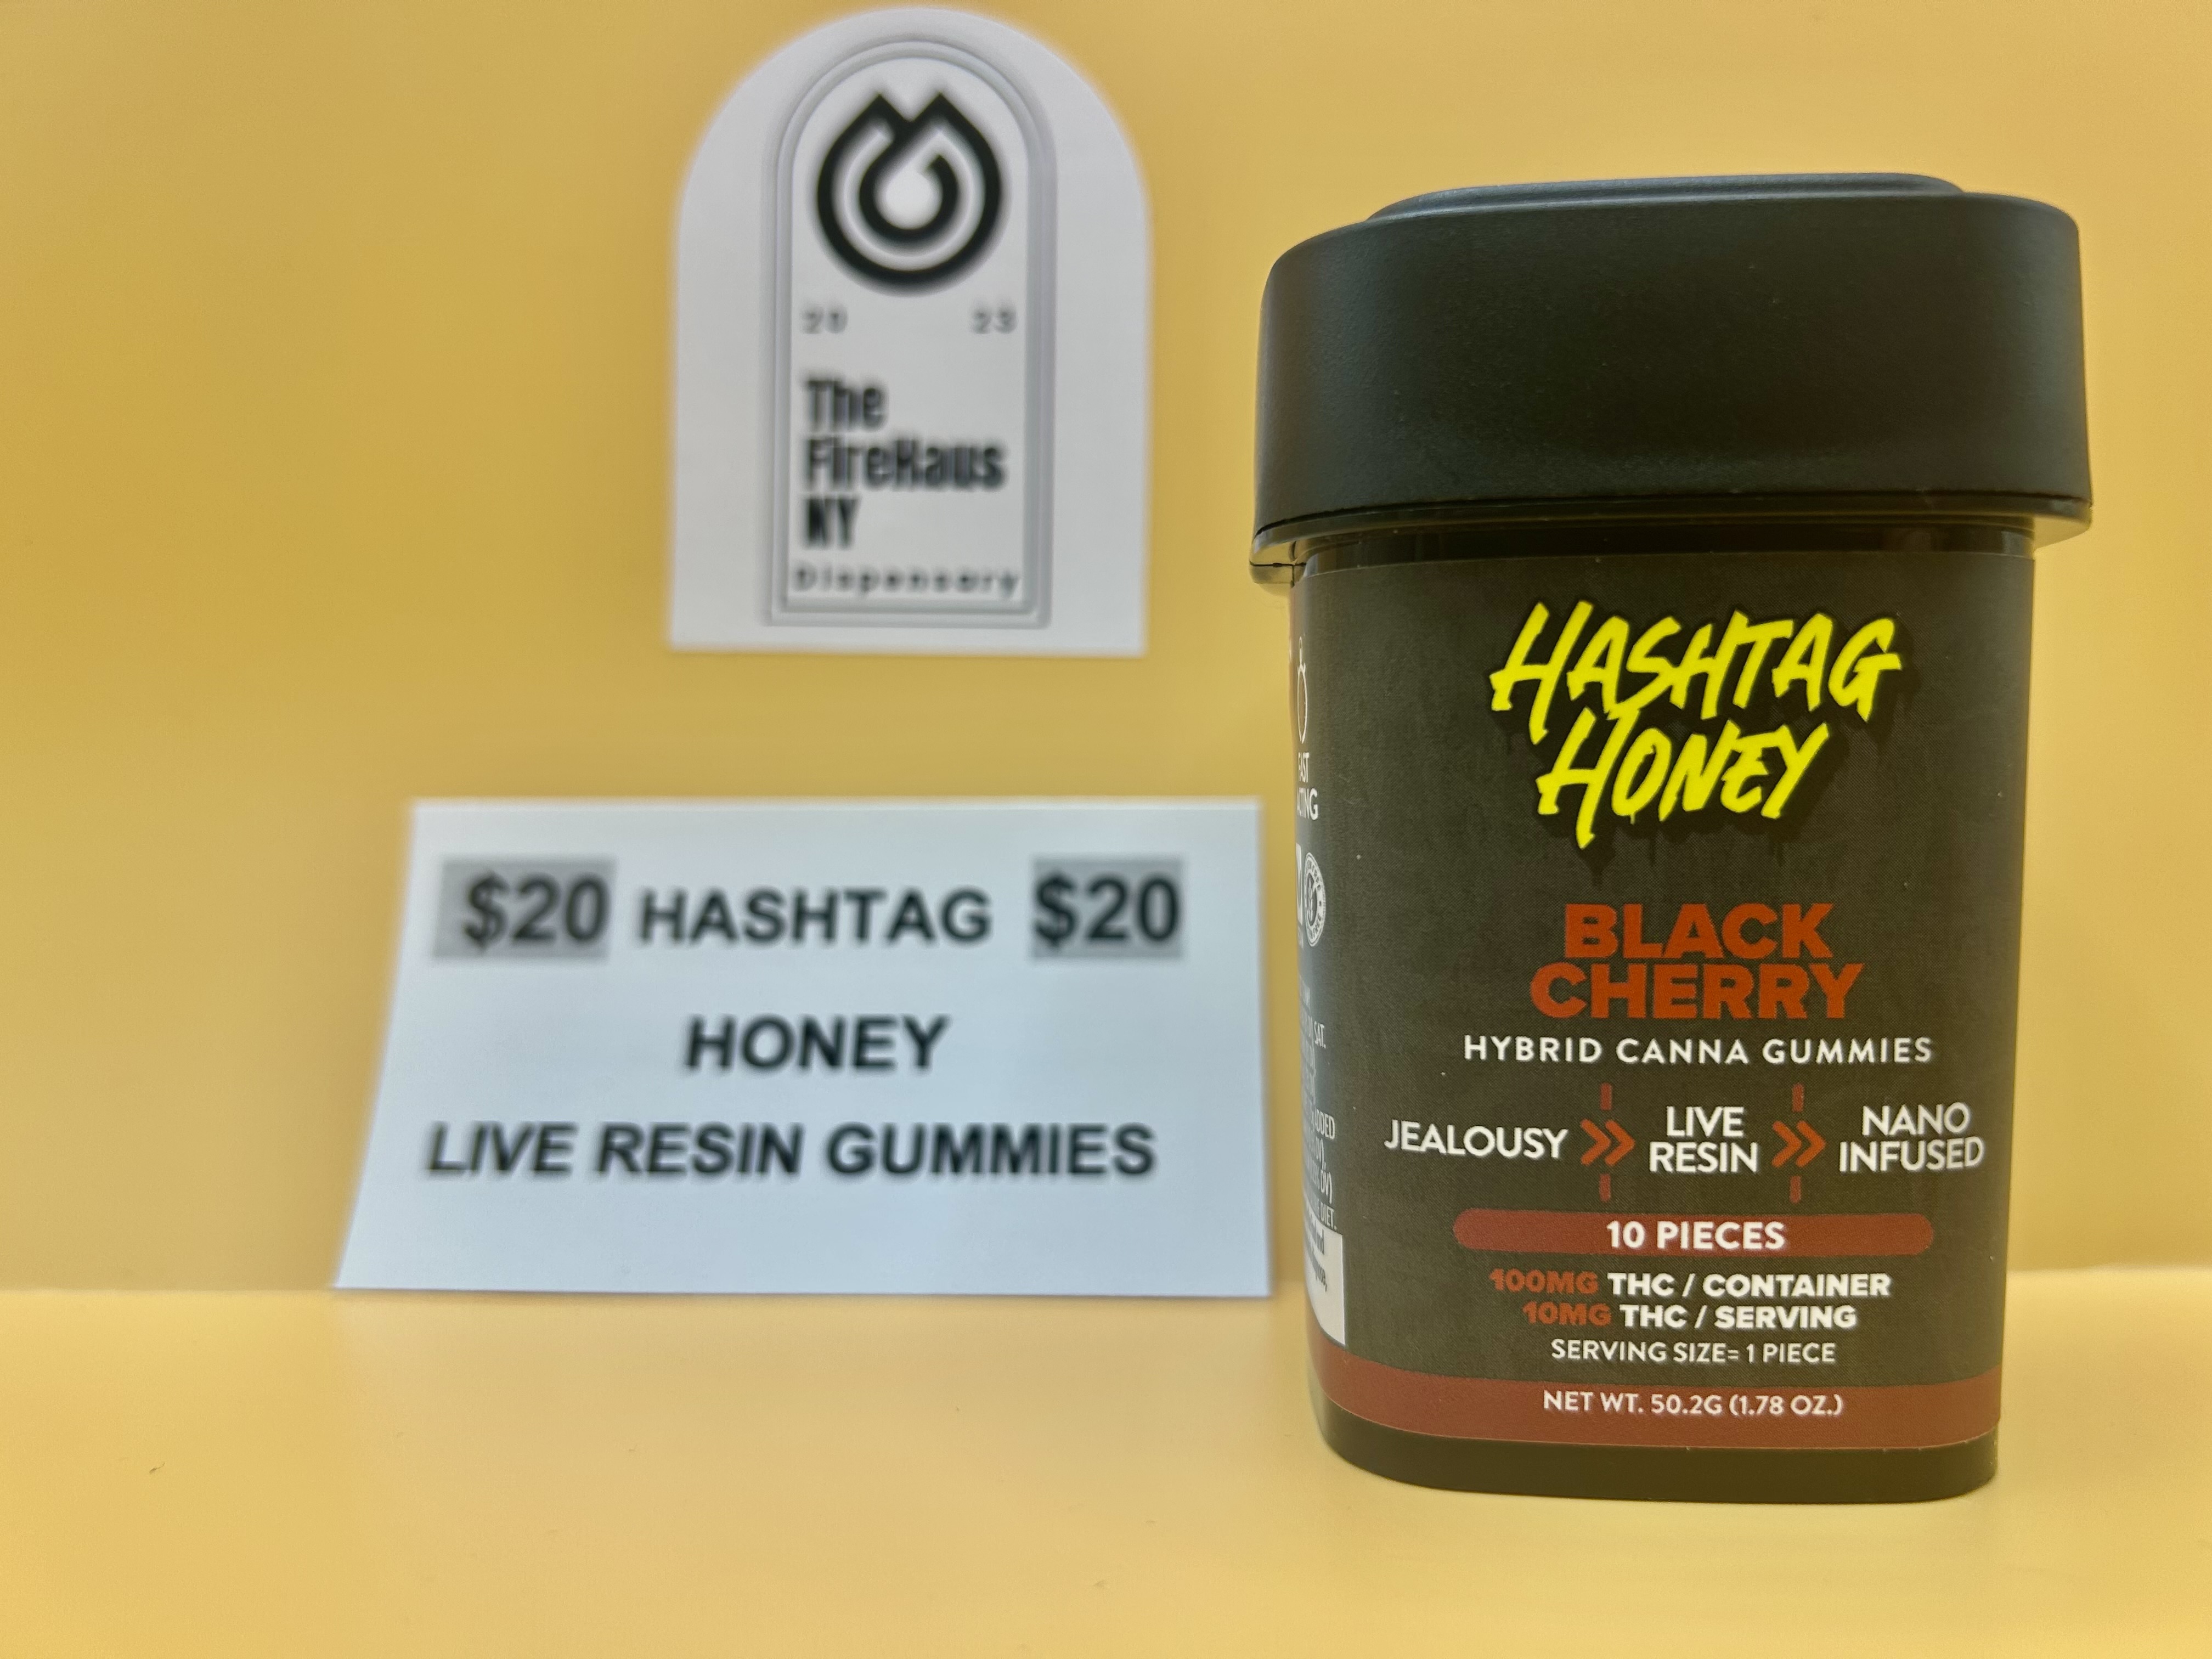 20 23
The
FireHaus
NY
Dispensary
$20 HASHTAG $20
HONEY
LIVE RESIN GUMMIES
HASHTAG
HONEY
BLACK
CHERRY
HYBRID CANNA GUMMIES
JEALOUSY >> LIVE RESIN >> NANO INFUSED
10 PIECES
100MG THC / CONTAINER
10MG THC / SERVING
SERVING SIZE= 1 PIECE
NET WT. 50.2G (1.78 OZ.)